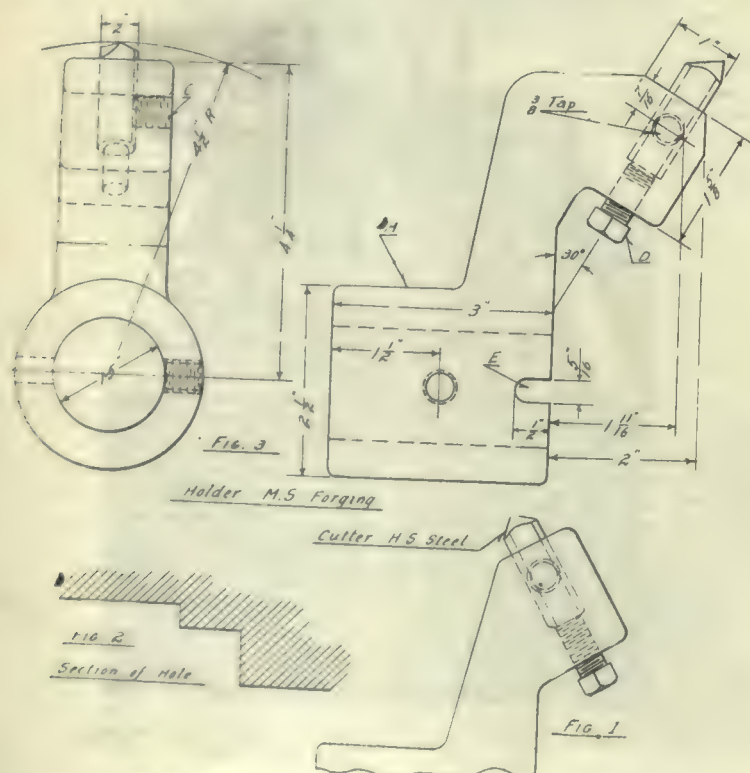 2
C
4 1/2" R
4 1/4"
FIG. 3
1"
7/16
3/8 Tap
1 5/8"
D
30°
A
3"
1 1/2"
E
5/16"
2 1/2"
1/2"
1 11/16"
2"
Holder M.S Forging
Cutter H.S Steel
FIG 2
Section of Hole
FIG. 1